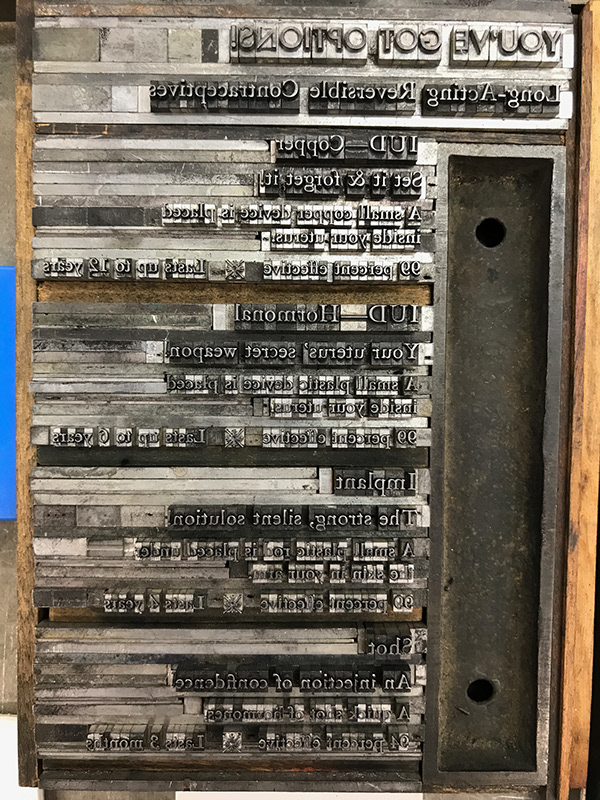 YOU'VE GOT OPTIONS!
Long-Acting Reversible Contraceptives
IUD—Copper
Set it & forget it!
A small copper device is placed
inside your uterus.
99 percent effective Lasts up to 12 years
IUD—Hormonal
Your uterus' secret weapon!
A small plastic device is placed
inside your uterus.
99 percent effective Lasts up to 6 years
Implant
The strong, silent solution.
A small plastic rod is placed under
the skin in your arm.
99 percent effective Lasts 4 years
Shot
An injection of confidence
A quick shot of hormones.
94 percent effective Lasts 3 months